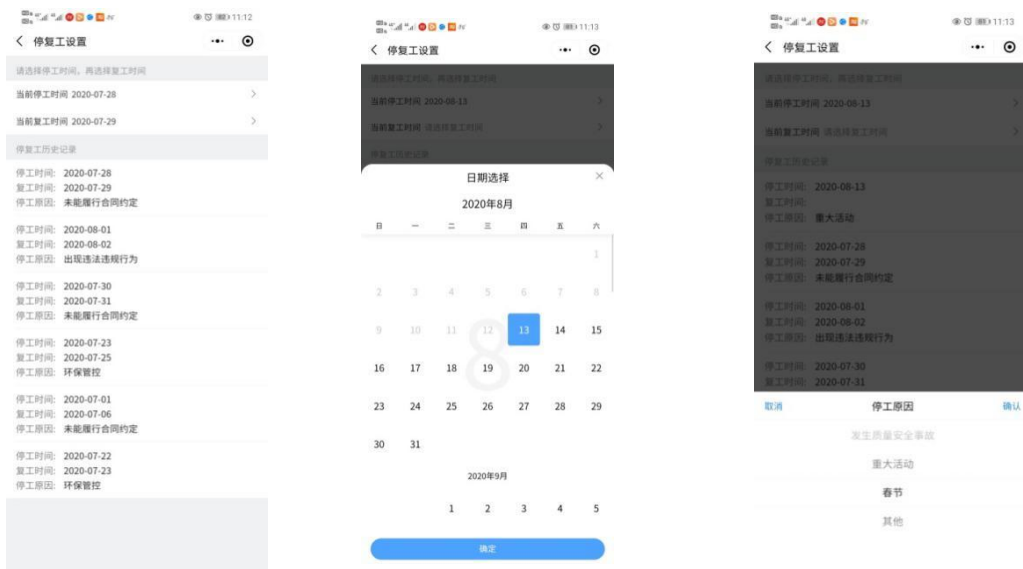 11:12
停复工设置
请选择停工时间，再选择复工时间
当前停工时间 2020-07-28
当前复工时间 2020-07-29
停复工历史记录
停工时间: 2020-07-28
复工时间: 2020-07-29
停工原因: 未能履行合同约定
停工时间: 2020-08-01
复工时间: 2020-08-02
停工原因: 出现违法违规行为
停工时间: 2020-07-30
复工时间: 2020-07-31
停工原因: 未能履行合同约定
停工时间: 2020-07-23
复工时间: 2020-07-25
停工原因: 环保管控
停工时间: 2020-07-01
复工时间: 2020-07-06
停工原因: 未能履行合同约定
停工时间: 2020-07-22
复工时间: 2020-07-23
停工原因: 环保管控
11:13
停复工设置
请选择停工时间，再选择复工时间
当前停工时间 2020-08-13
当前复工时间 请选择复工时间
停复工历史记录
日期选择
2020年8月
日 一 二 三 四 五 六
1
2 3 4 5 6 7 8
9 10 11 12 13 14 15
16 17 18 19 20 21 22
23 24 25 26 27 28 29
30 31
8
2020年9月
1 2 3 4 5
确定
11:13
停复工设置
请选择停工时间，再选择复工时间
当前停工时间 2020-08-13
当前复工时间 请选择复工时间
停复工历史记录
停工时间: 2020-08-13
复工时间:
停工原因: 重大活动
停工时间: 2020-07-28
复工时间: 2020-07-29
停工原因: 未能履行合同约定
停工时间: 2020-08-01
复工时间: 2020-08-02
停工原因: 出现违法违规行为
停工时间: 2020-07-30
复工时间: 2020-07-31
取消 停工原因 确认
发生质量安全事故
重大活动
春节
其他